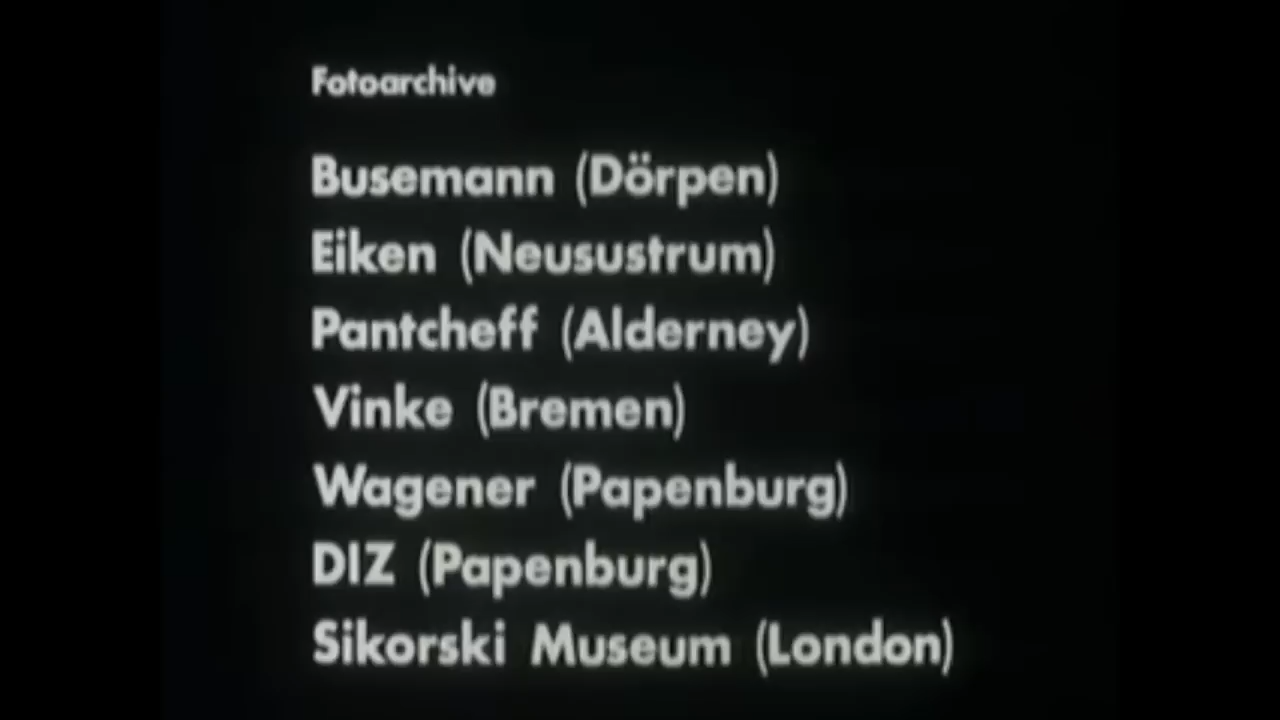 Fotoarchive
Busemann (Dörpen)
Eiken (Neusustrum)
Pantcheff (Alderney)
Vinke (Bremen)
Wagener (Papenburg)
DIZ (Papenburg)
Sikorski Museum (London)